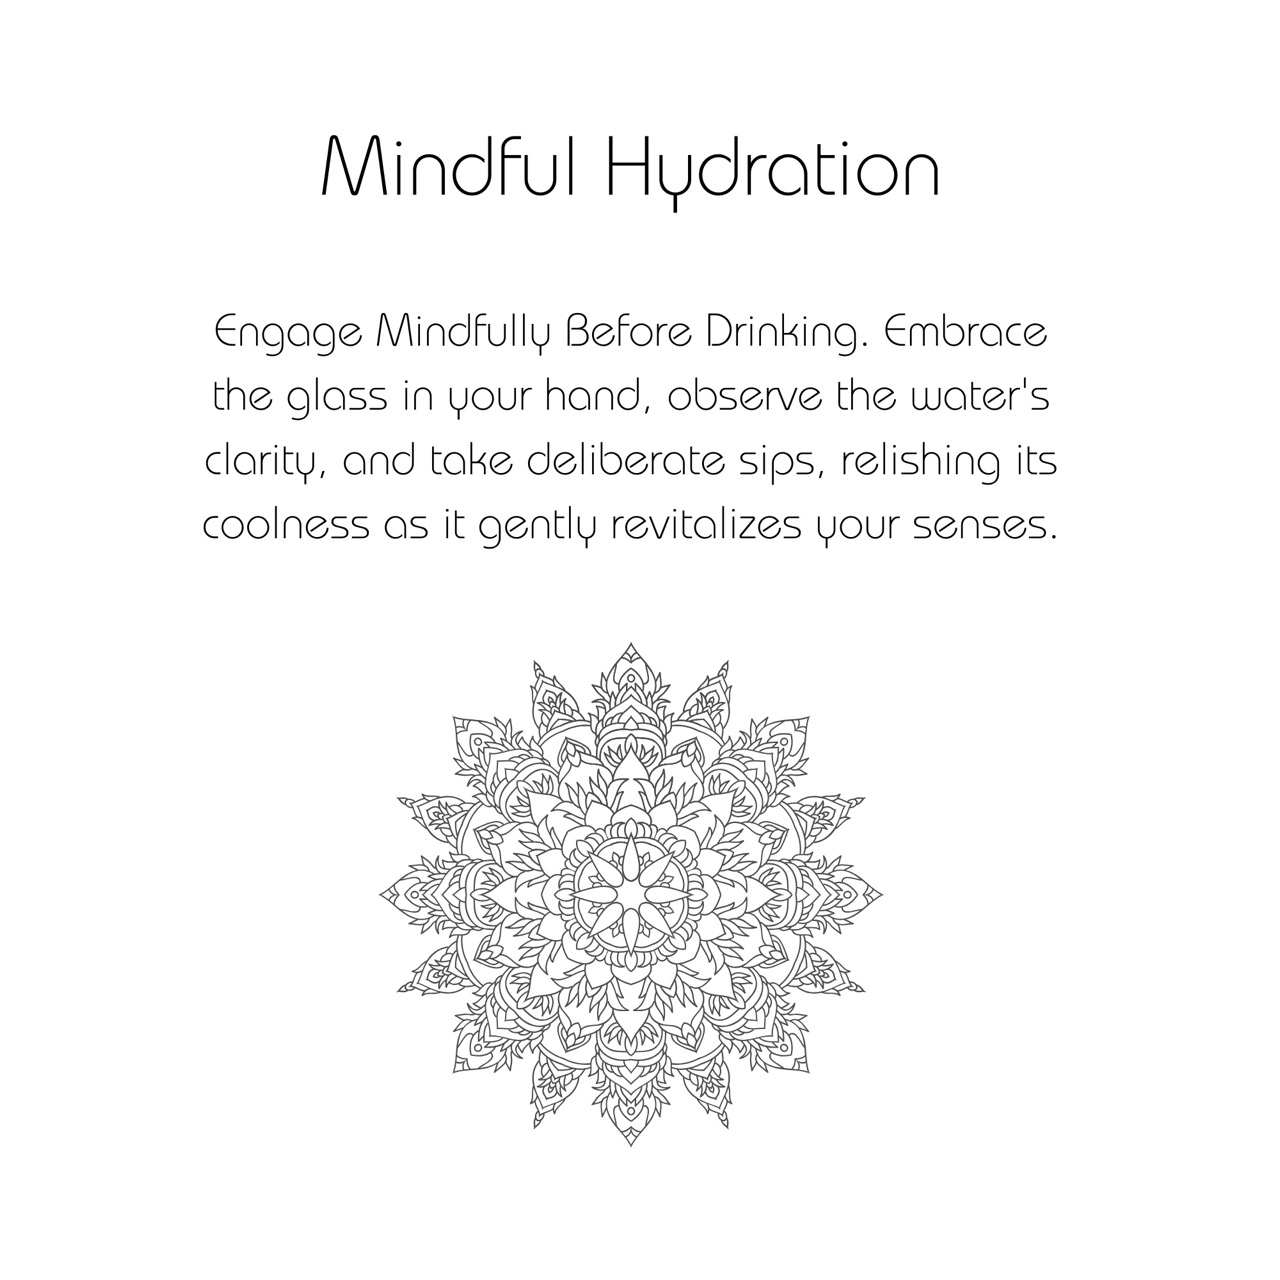 Mindful Hydration
Engage Mindfully Before Drinking. Embrace
the glass in your hand, observe the water's
clarity, and take deliberate sips, relishing its
coolness as it gently revitalizes your senses.